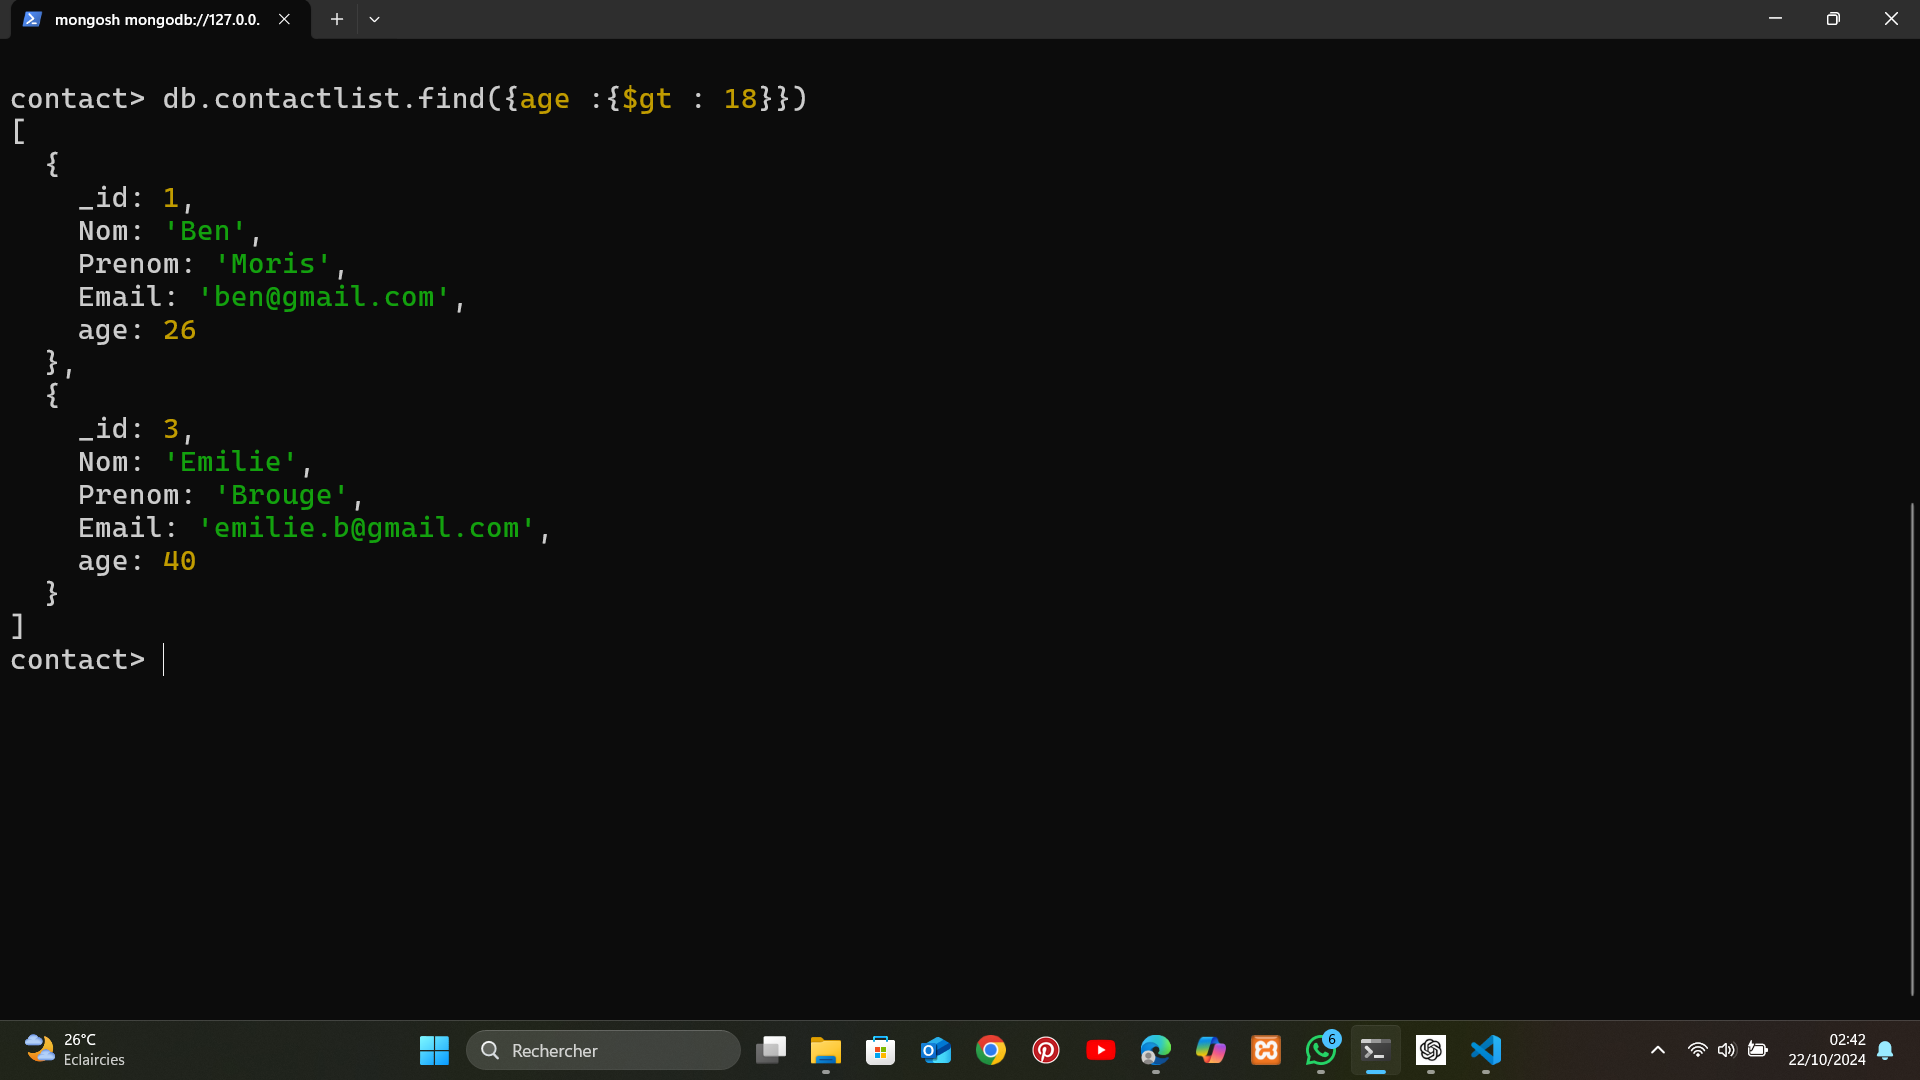 mongosh mongodb://127.0.0.
contact> db.contactlist.find({age :{$gt : 18}})
[
  {
    _id: 1,
    Nom: 'Ben',
    Prenom: 'Moris',
    Email: 'ben@gmail.com',
    age: 26
  },
  {
    _id: 3,
    Nom: 'Emilie',
    Prenom: 'Brouge',
    Email: 'emilie.b@gmail.com',
    age: 40
  }
]
contact>
26°C
Eclaircies
Rechercher
6
02:42
22/10/2024